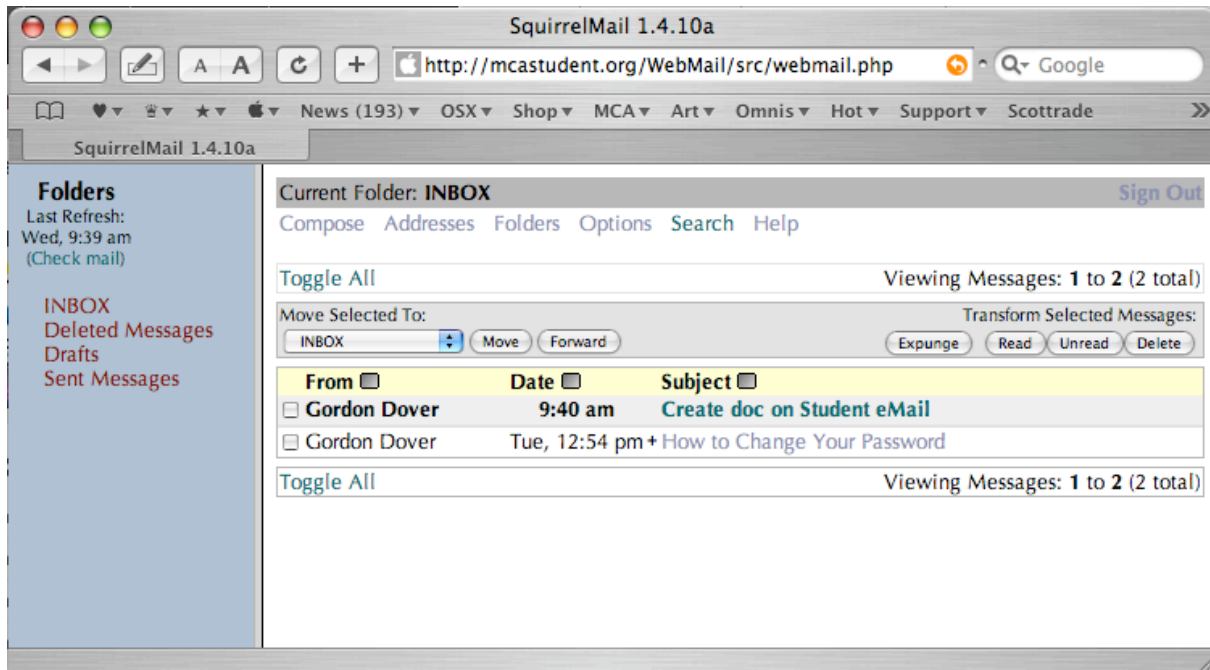 SquirrelMail 1.4.10a
A A http://mcastudent.org/WebMail/src/webmail.php Q Google
News (193) OSX Shop MCA Art Omnis Hot Support Scottrade
SquirrelMail 1.4.10a
Folders
Last Refresh:
Wed, 9:39 am
(Check mail)
INBOX
Deleted Messages
Drafts
Sent Messages
Current Folder: INBOX Sign Out
Compose Addresses Folders Options Search Help
Toggle All Viewing Messages: 1 to 2 (2 total)
Move Selected To: Transform Selected Messages:
INBOX Move Forward Expunge Read Unread Delete
From Date Subject
Gordon Dover 9:40 am Create doc on Student eMail
Gordon Dover Tue, 12:54 pm + How to Change Your Password
Toggle All Viewing Messages: 1 to 2 (2 total)